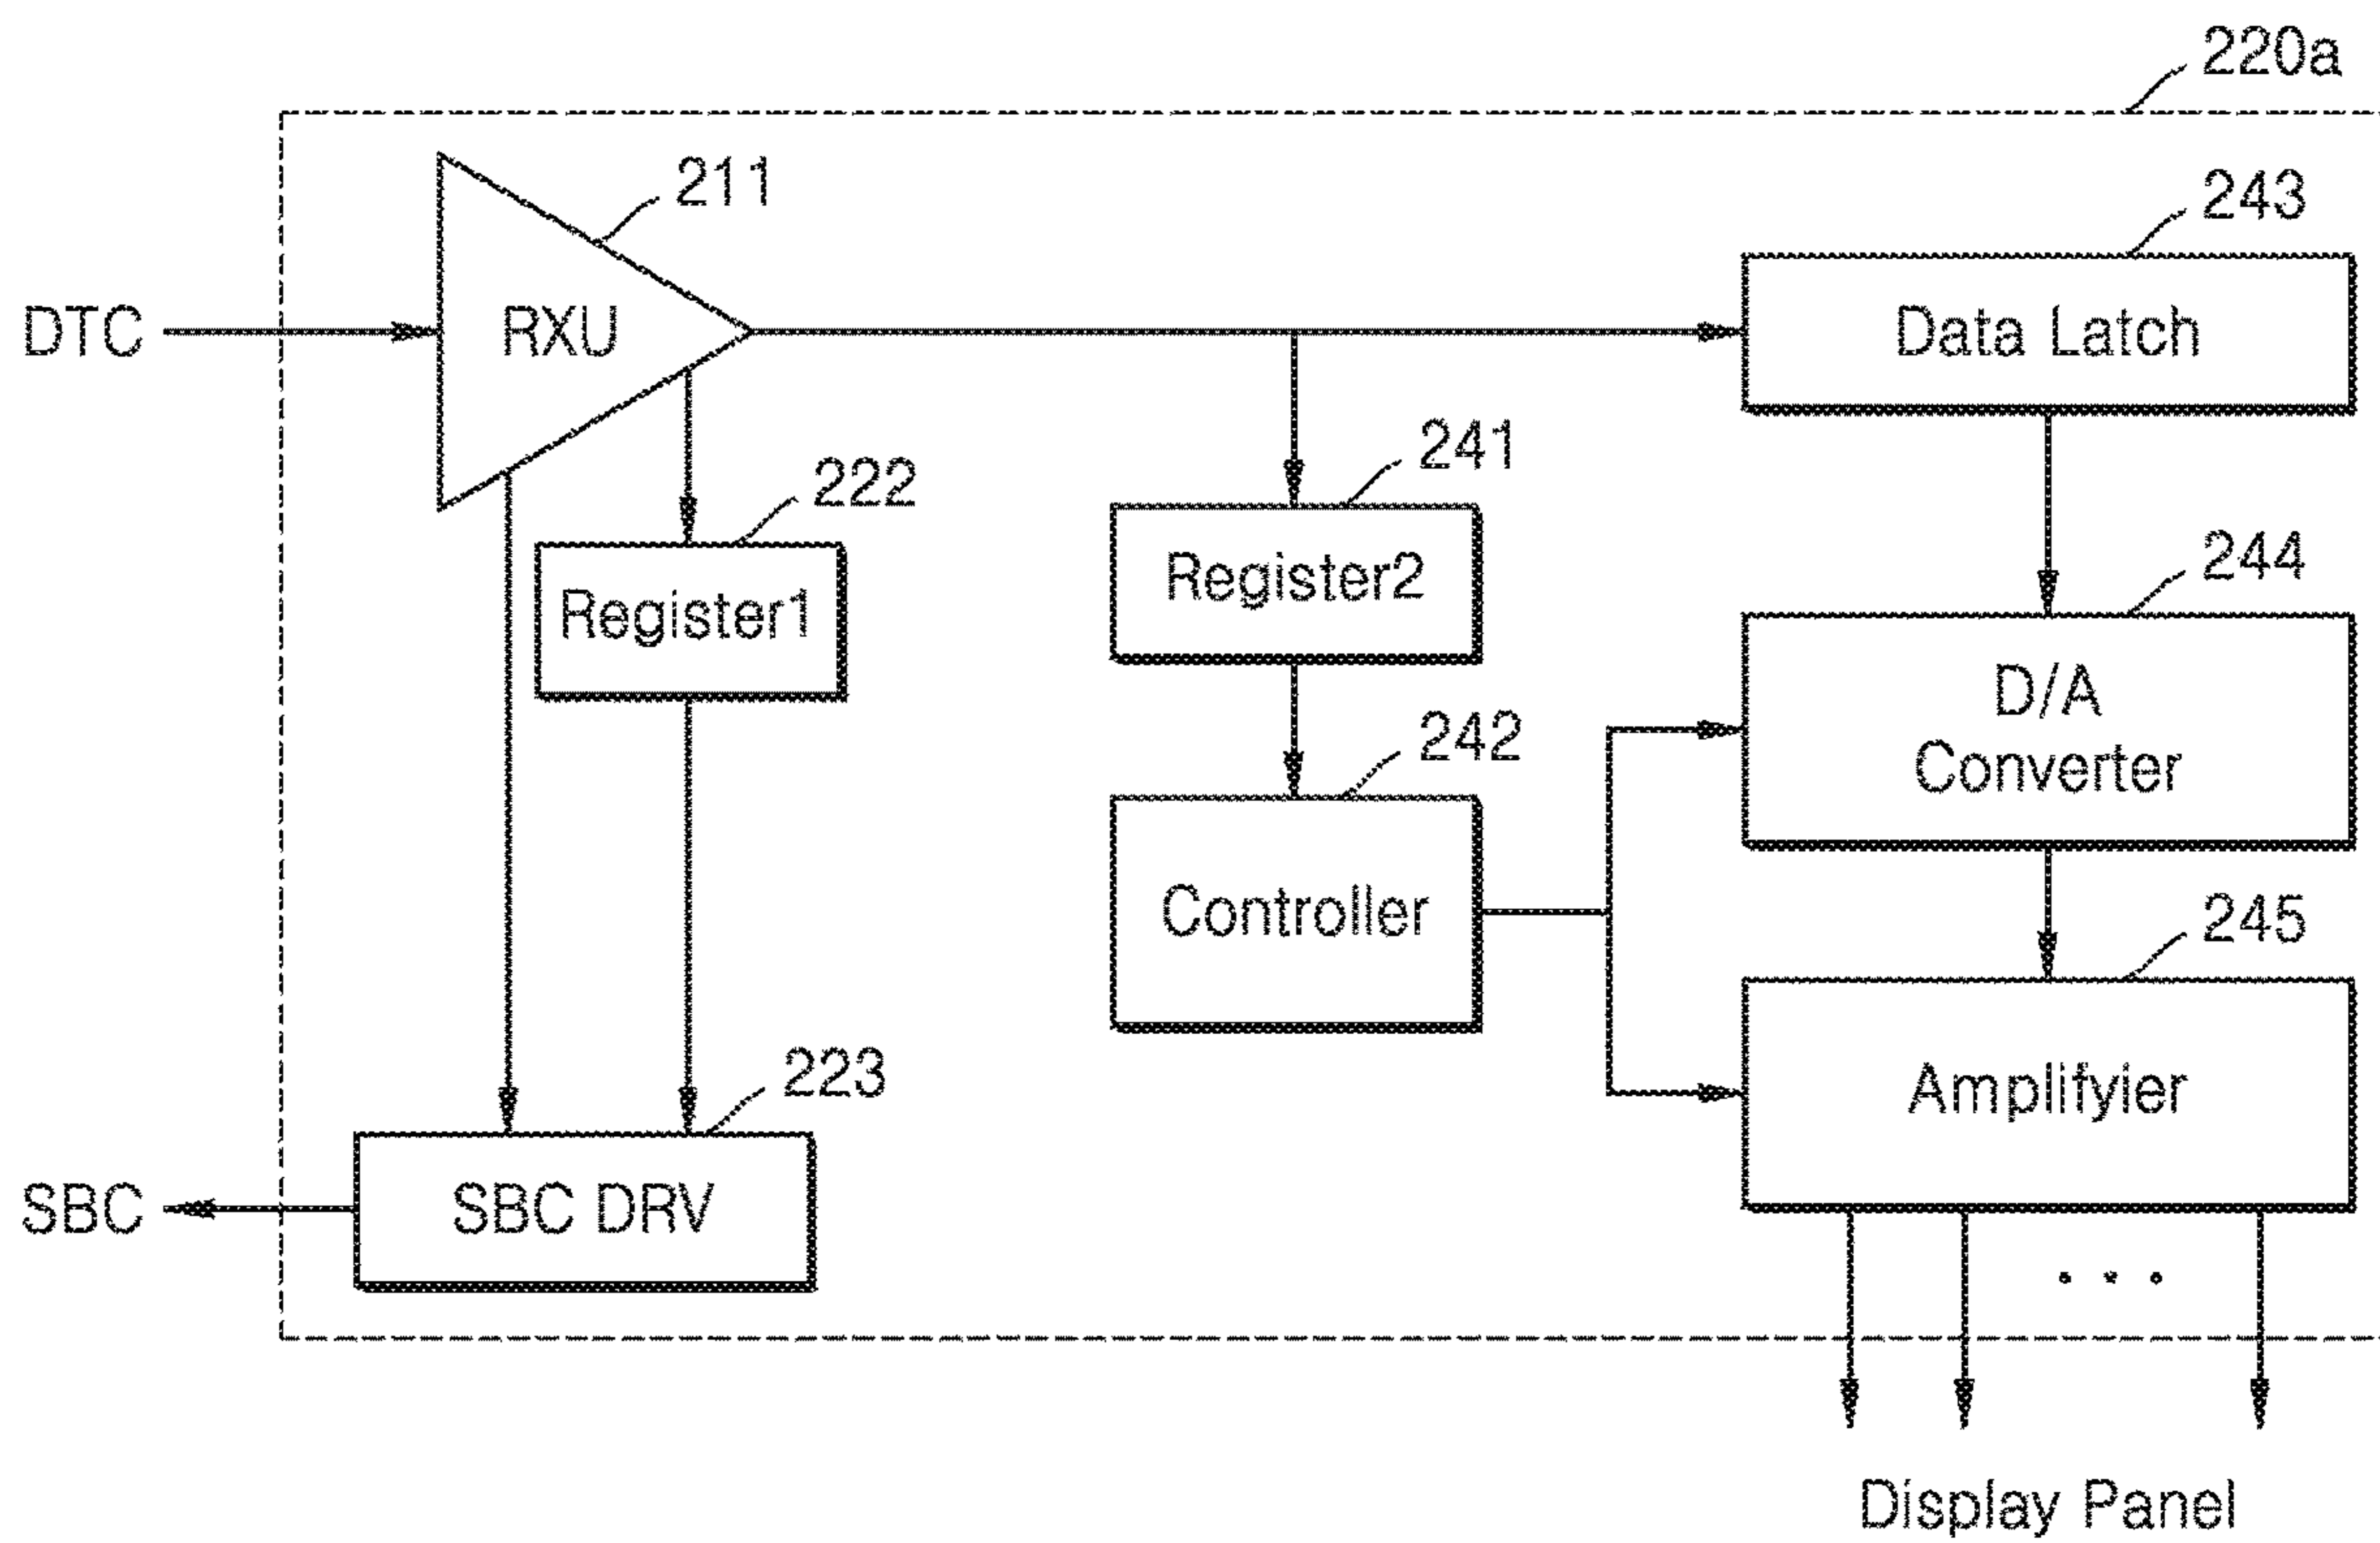 220a
211
243
DTC
RXU
Data Latch
241
222
244
Register2
Register1
D/A
Converter
242
Controller
245
223
Amplifyier
SBC
SBC DRV
. . .
Display Panel